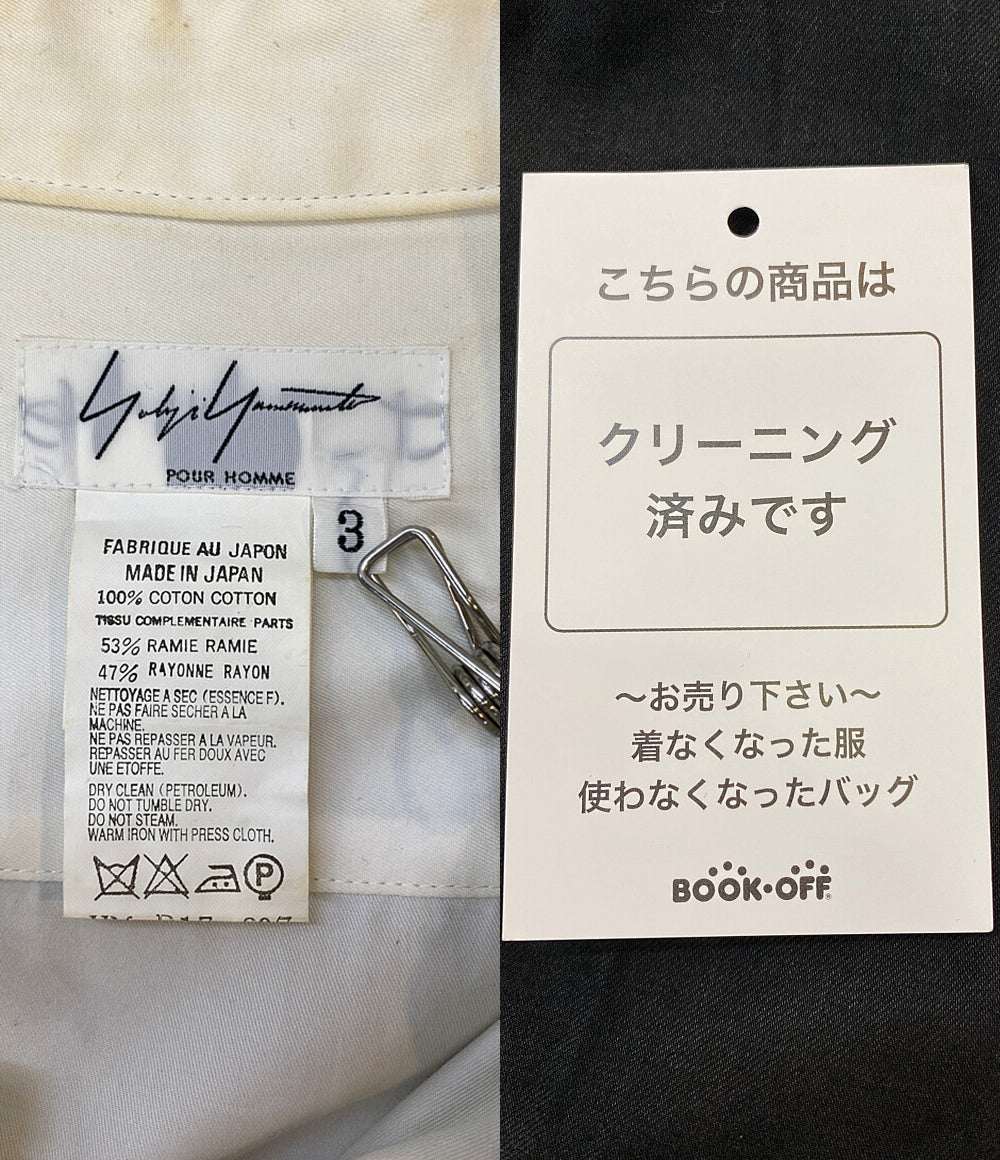 Yohji Yamamoto
POUR HOMME
3
FABRIQUE AU JAPON
MADE IN JAPAN
100% COTON COTTON
TISSU COMPLEMENTAIRE PARTS
53% RAMIE RAMIE
47% RAYONNE RAYON
NETTOYAGE A SEC (ESSENCE F).
NE PAS FAIRE SECHER A LA
MACHINE.
NE PAS REPASSER A LA VAPEUR.
REPASSER AU FER DOUX AVEC
UNE ETOFFE.
DRY CLEAN (PETROLEUM).
DO NOT TUMBLE DRY.
DO NOT STEAM.
WARM IRON WITH PRESS CLOTH.
P
こちらの商品は
クリーニング
済みです
～お売り下さい～
着なくなった服
使わなくなったバッグ
BOOK・OFF